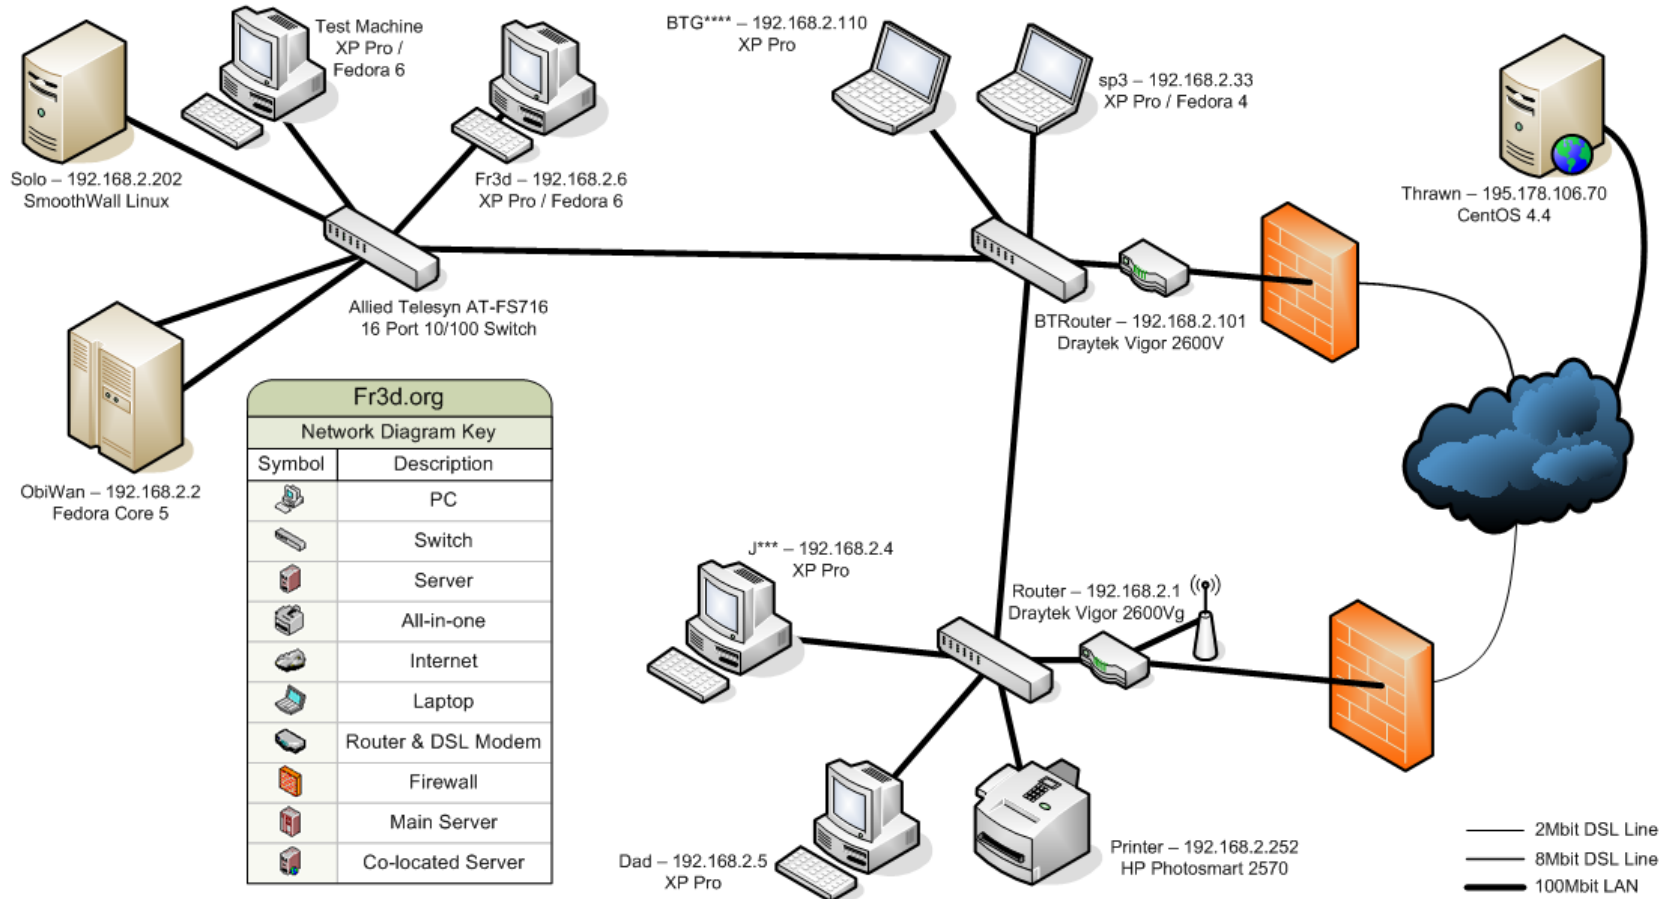 Test Machine
XP Pro /
Fedora 6
BTG**** – 192.168.2.110
XP Pro
sp3 – 192.168.2.33
XP Pro / Fedora 4
Solo – 192.168.2.202
SmoothWall Linux
Fr3d – 192.168.2.6
XP Pro / Fedora 6
Thrawn – 195.178.106.70
CentOS 4.4
Allied Telesyn AT-FS716
16 Port 10/100 Switch
BTRouter – 192.168.2.101
Draytek Vigor 2600V
ObiWan – 192.168.2.2
Fedora Core 5
Fr3d.org
Network Diagram Key
Symbol Description
PC
Switch
Server
All-in-one
Internet
Laptop
Router & DSL Modem
Firewall
Main Server
Co-located Server
J*** – 192.168.2.4
XP Pro
Router – 192.168.2.1
Draytek Vigor 2600Vg
Dad – 192.168.2.5
XP Pro
Printer – 192.168.2.252
HP Photosmart 2570
2Mbit DSL Line
8Mbit DSL Line
100Mbit LAN